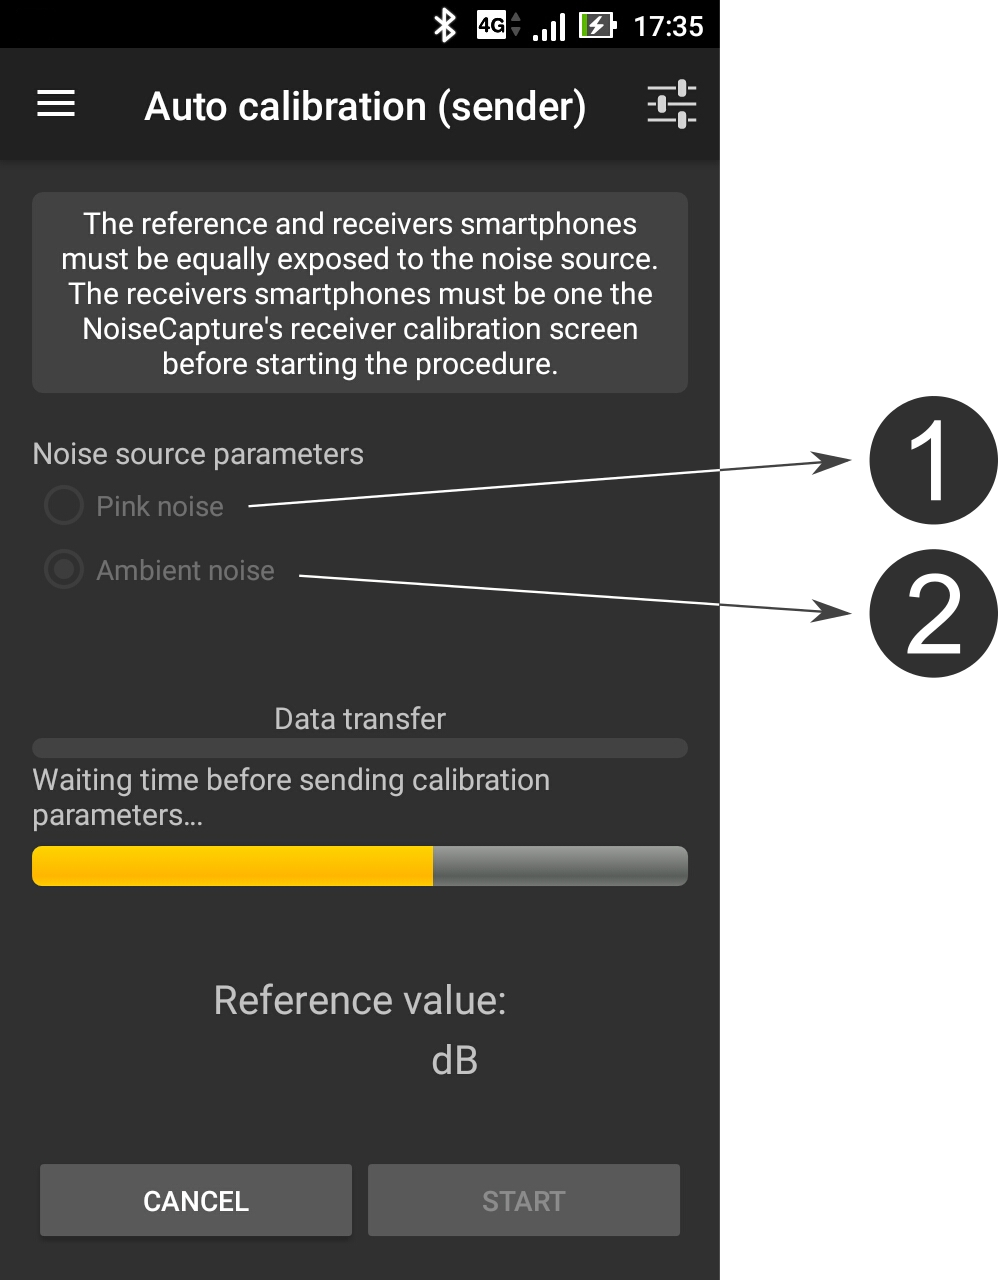 4G 17:35
Auto calibration (sender)
The reference and receivers smartphones
must be equally exposed to the noise source.
The receivers smartphones must be one the
NoiseCapture's receiver calibration screen
before starting the procedure.
Noise source parameters
Pink noise
1
Ambient noise
2
Data transfer
Waiting time before sending calibration
parameters...
Reference value:
dB
CANCEL START